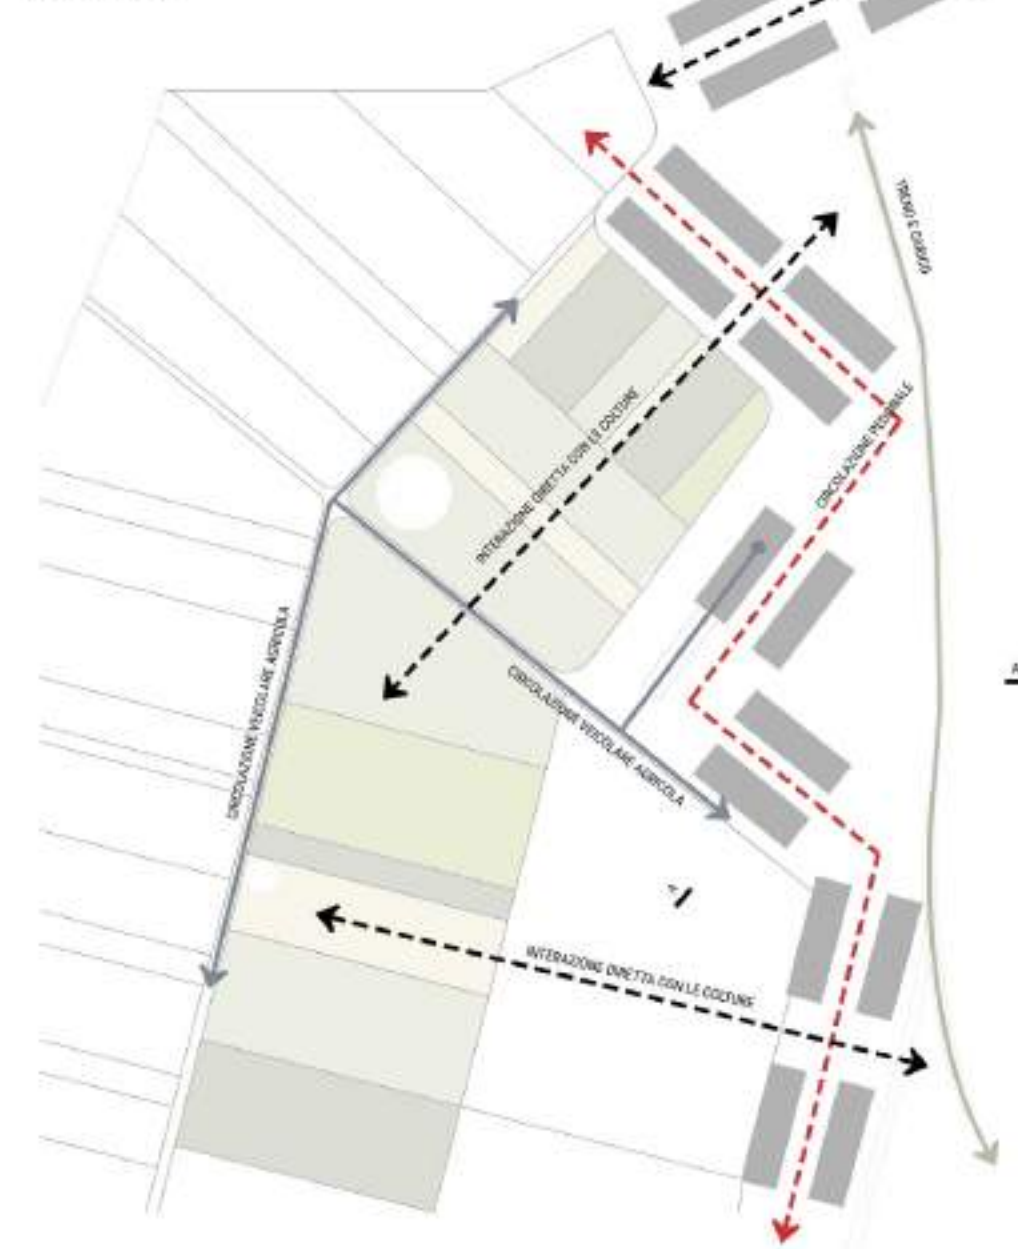 TRENO E CORSO
CIRCOLAZIONE PEDONALE
INTERAZIONE DIRETTA CON LE COLTURE
CIRCOLAZIONE VEICOLARE AGRICOLA
CIRCOLAZIONE VEICOLARE AGRICOLA
INTERAZIONE DIRETTA CON LE COLTURE